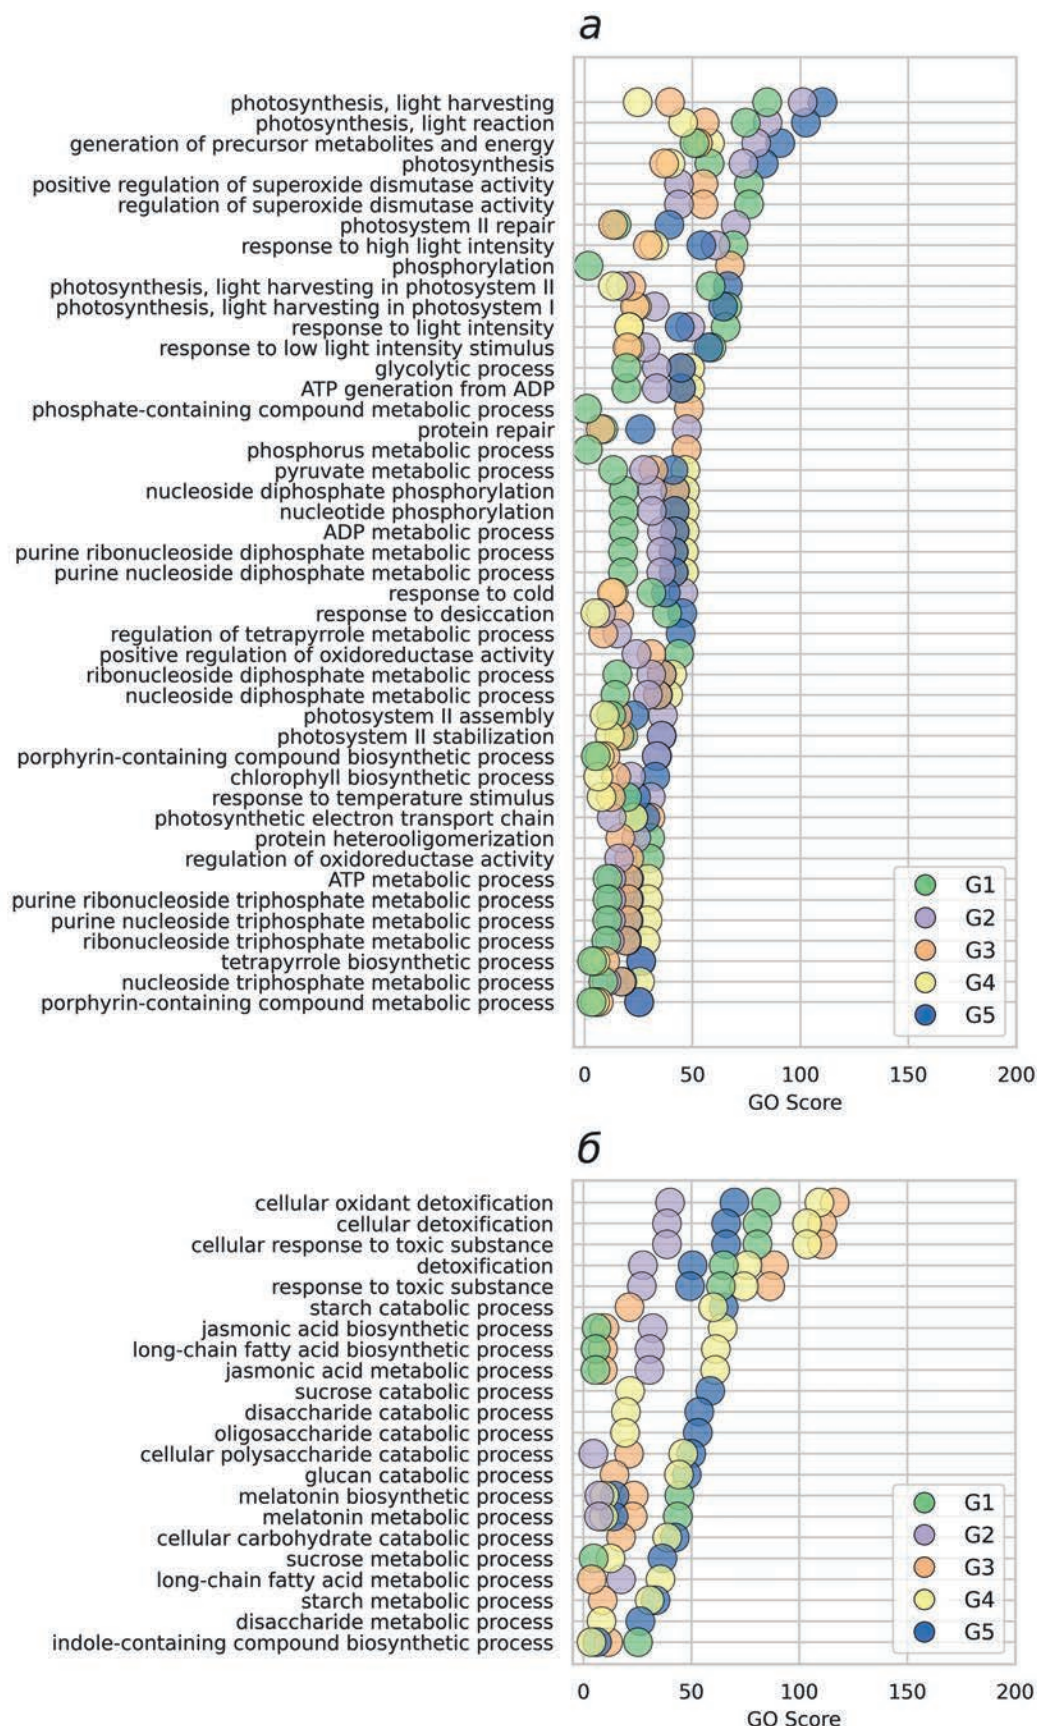 a
photosynthesis, light harvesting
photosynthesis, light reaction
generation of precursor metabolites and energy
photosynthesis
positive regulation of superoxide dismutase activity
regulation of superoxide dismutase activity
photosystem II repair
response to high light intensity
phosphorylation
photosynthesis, light harvesting in photosystem II
photosynthesis, light harvesting in photosystem I
response to light intensity
response to low light intensity stimulus
glycolytic process
ATP generation from ADP
phosphate-containing compound metabolic process
protein repair
phosphorus metabolic process
pyruvate metabolic process
nucleoside diphosphate phosphorylation
nucleotide phosphorylation
ADP metabolic process
purine ribonucleoside diphosphate metabolic process
purine nucleoside diphosphate metabolic process
response to cold
response to desiccation
regulation of tetrapyrrole metabolic process
positive regulation of oxidoreductase activity
ribonucleoside diphosphate metabolic process
nucleoside diphosphate metabolic process
photosystem II assembly
photosystem II stabilization
porphyrin-containing compound biosynthetic process
chlorophyll biosynthetic process
response to temperature stimulus
photosynthetic electron transport chain
protein heterooligomerization
regulation of oxidoreductase activity
ATP metabolic process
purine ribonucleoside triphosphate metabolic process
purine nucleoside triphosphate metabolic process
ribonucleoside triphosphate metabolic process
tetrapyrrole biosynthetic process
nucleoside triphosphate metabolic process
porphyrin-containing compound metabolic process
G1
G2
G3
G4
G5
0 50 100 150 200
GO Score
б
cellular oxidant detoxification
cellular detoxification
cellular response to toxic substance
detoxification
response to toxic substance
starch catabolic process
jasmonic acid biosynthetic process
long-chain fatty acid biosynthetic process
jasmonic acid metabolic process
sucrose catabolic process
disaccharide catabolic process
oligosaccharide catabolic process
cellular polysaccharide catabolic process
glucan catabolic process
melatonin biosynthetic process
melatonin metabolic process
cellular carbohydrate catabolic process
sucrose metabolic process
long-chain fatty acid metabolic process
starch metabolic process
disaccharide metabolic process
indole-containing compound biosynthetic process
G1
G2
G3
G4
G5
0 50 100 150 200
GO Score